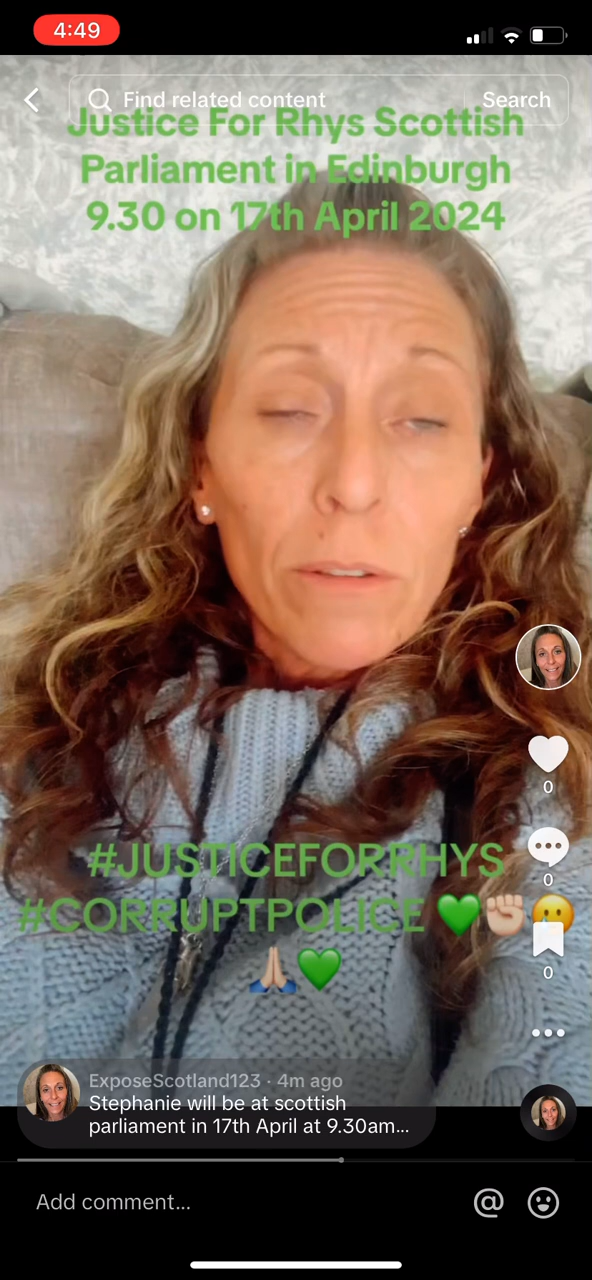 4:49
Find related content
Search
Justice For Rhys Scottish
Parliament in Edinburgh
9.30 on 17th April 2024
0
#JUSTICEFORRHYS
0
#CORRUPTPOLICE 💚✊🏼🤫
0
🙏🏼💚
ExposeScotland123 · 4m ago
Stephanie will be at scottish
parliament in 17th April at 9.30am...
Add comment...